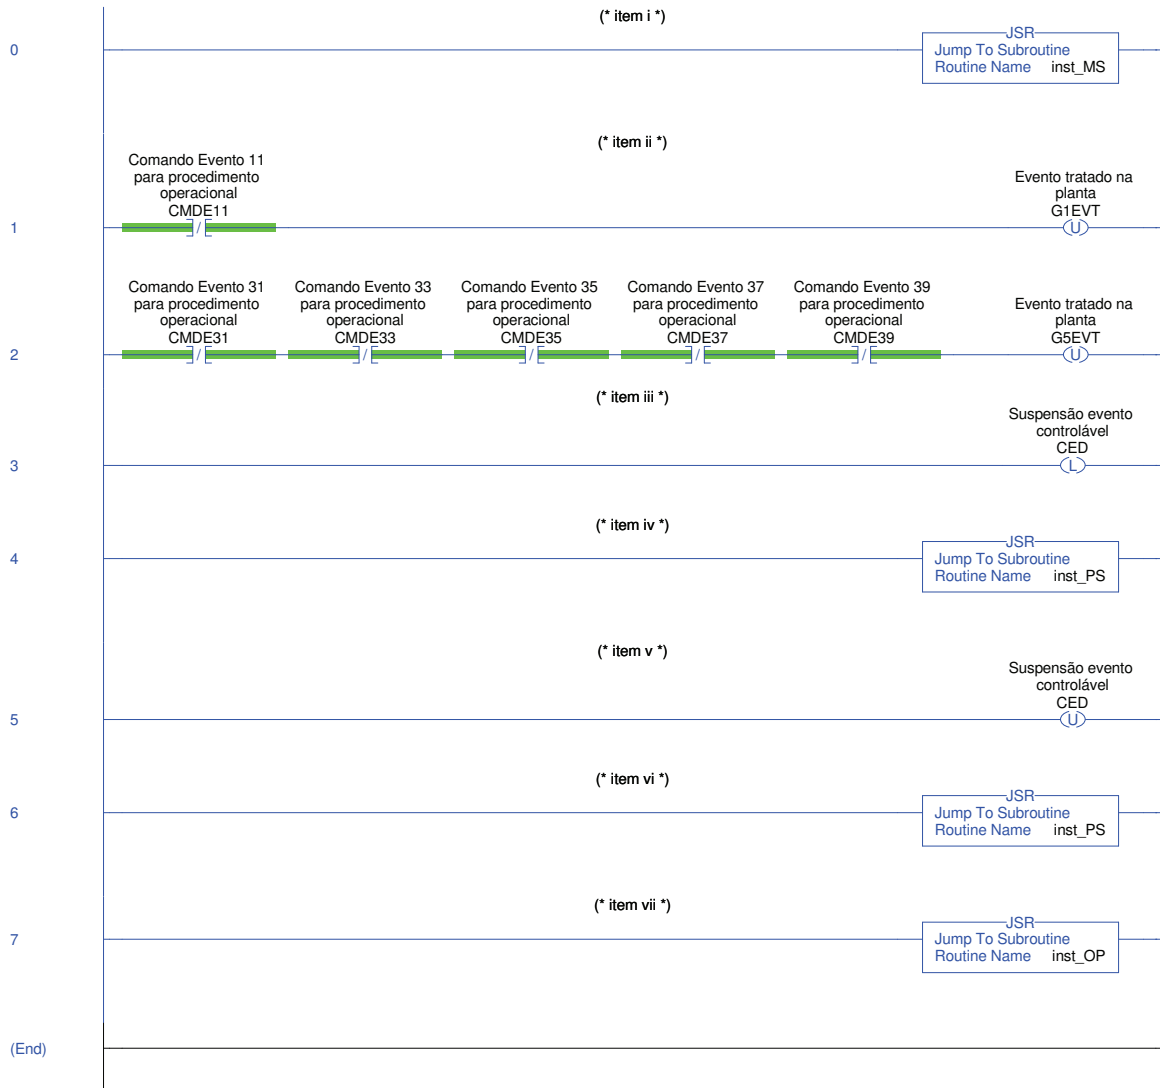 (* item i *)
0
JSR
Jump To Subroutine
Routine Name inst_MS
(* item ii *)
Comando Evento 11
para procedimento
operacional
CMDE11
/
Evento tratado na
planta
G1EVT
U
1
Comando Evento 31
para procedimento
operacional
CMDE31
/
Comando Evento 33
para procedimento
operacional
CMDE33
/
Comando Evento 35
para procedimento
operacional
CMDE35
/
Comando Evento 37
para procedimento
operacional
CMDE37
/
Comando Evento 39
para procedimento
operacional
CMDE39
/
Evento tratado na
planta
G5EVT
U
2
(* item iii *)
Suspensão evento
controlável
CED
L
3
(* item iv *)
4
JSR
Jump To Subroutine
Routine Name inst_PS
(* item v *)
Suspensão evento
controlável
CED
U
5
(* item vi *)
6
JSR
Jump To Subroutine
Routine Name inst_PS
(* item vii *)
7
JSR
Jump To Subroutine
Routine Name inst_OP
(End)